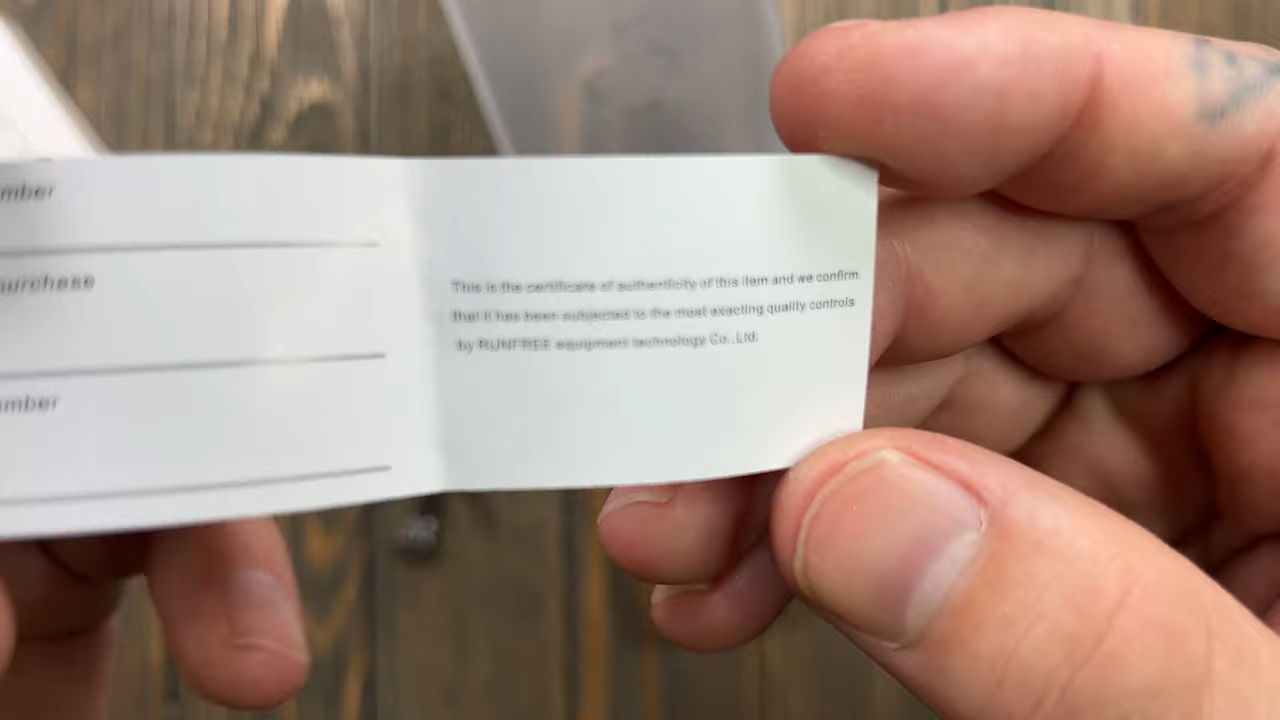 mber
urchase
mber
This is the certificate of authenticity of this item and we confirm
that it has been subjected to the most exacting quality controls
by RUNFREE equipment technology Co.,Ltd.